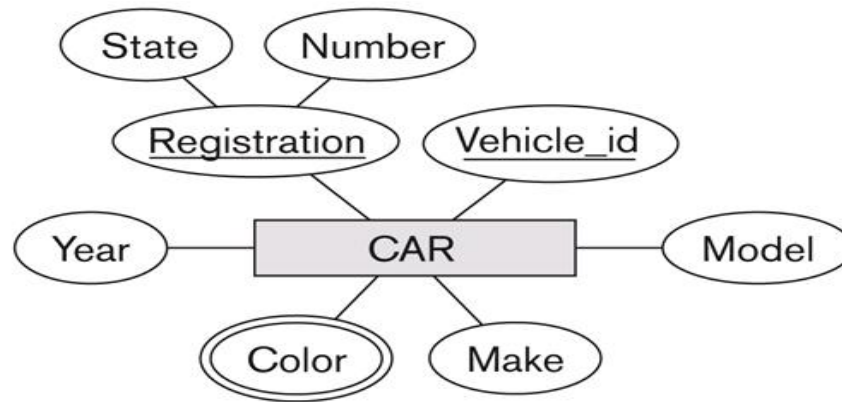 State
Number
Registration
Vehicle_id
Year
CAR
Model
Color
Make